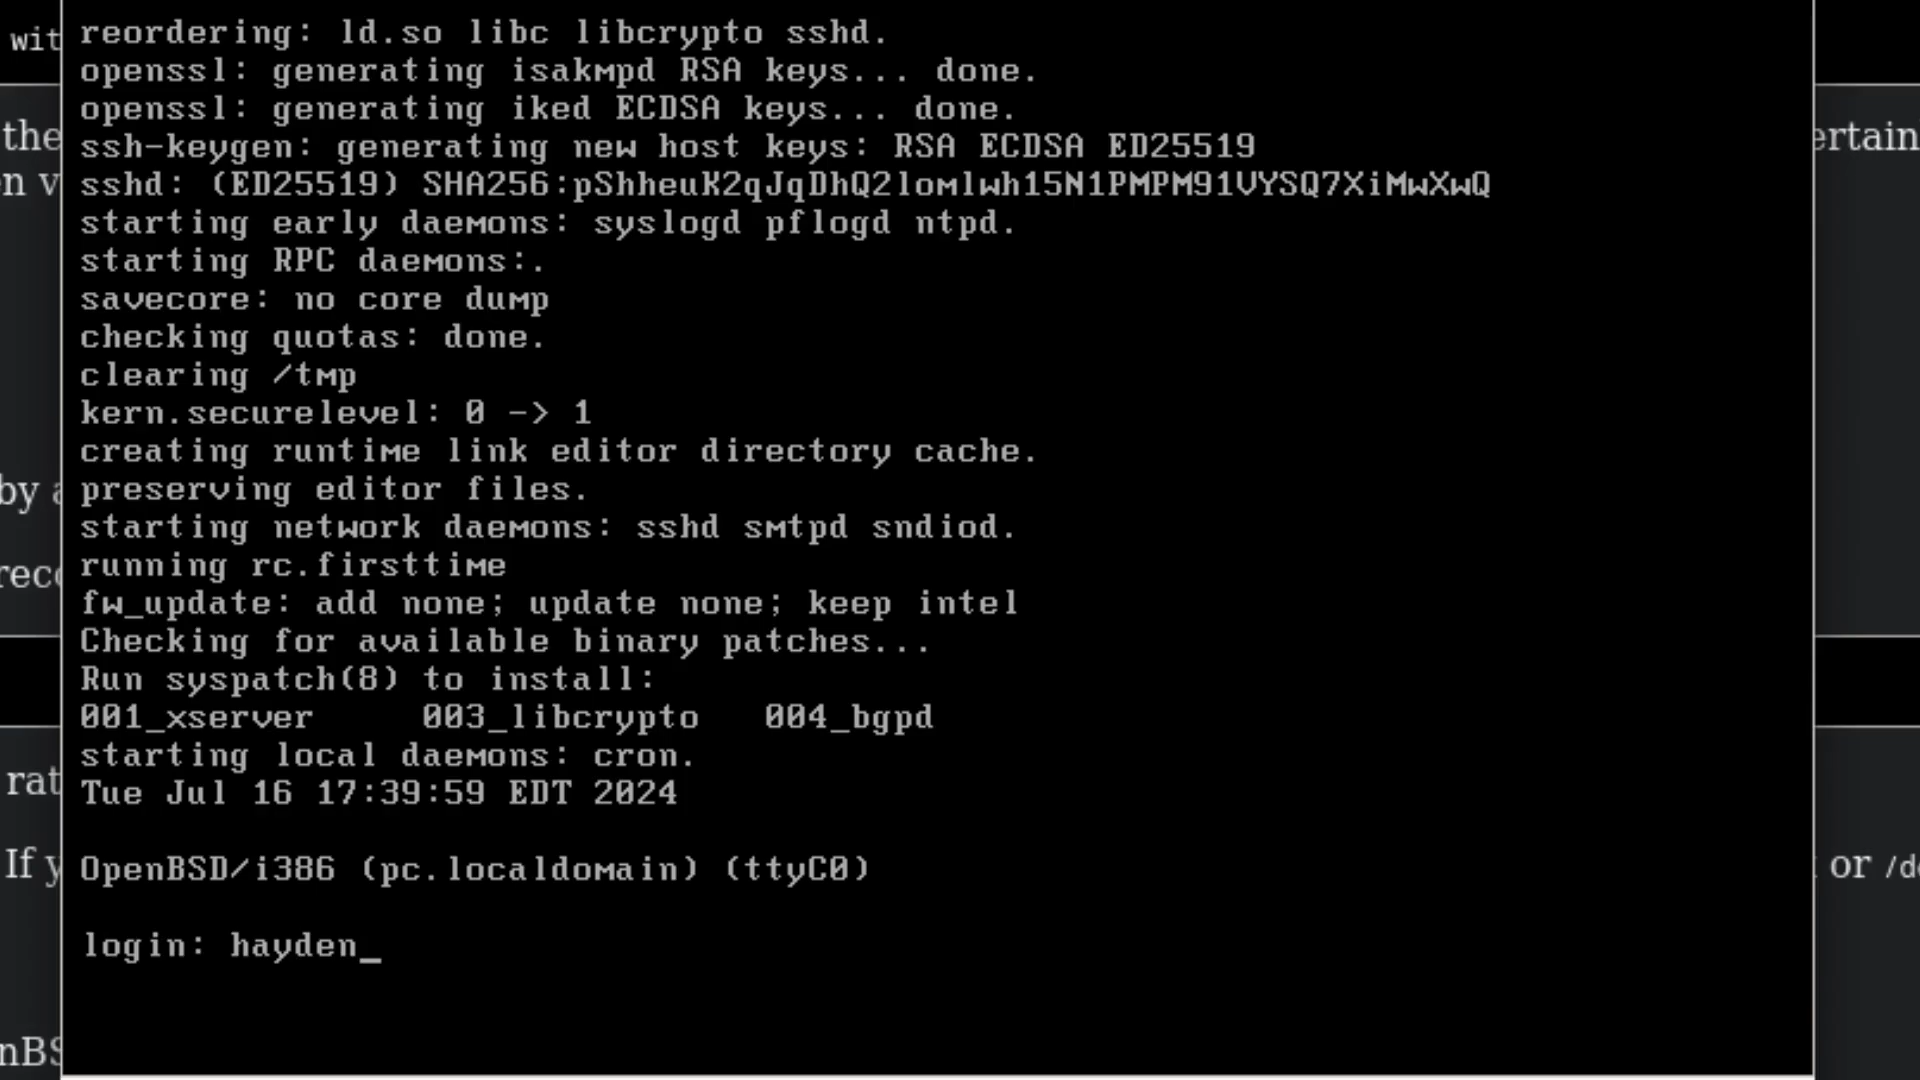 reordering: ld.so libc libcrypto sshd.
openssl: generating isakmpd RSA keys... done.
openssl: generating iked ECDSA keys... done.
ssh-keygen: generating new host keys: RSA ECDSA ED25519
sshd: (ED25519) SHA256:pShheuK2qJqDhQ2lomlwh15N1PMPM91VYSQ7XiMwXwQ
starting early daemons: syslogd pflogd ntpd.
starting RPC daemons:.
savecore: no core dump
checking quotas: done.
clearing /tmp
kern.securelevel: 0 -> 1
creating runtime link editor directory cache.
preserving editor files.
starting network daemons: sshd smtpd sndiod.
running rc.firsttime
fw_update: add none; update none; keep intel
Checking for available binary patches...
Run syspatch(8) to install:
001_xserver 003_libcrypto 004_bgpd
starting local daemons: cron.
Tue Jul 16 17:39:59 EDT 2024
OpenBSD/i386 (pc.localdomain) (ttyC0)
login: hayden_
the
by
If
or